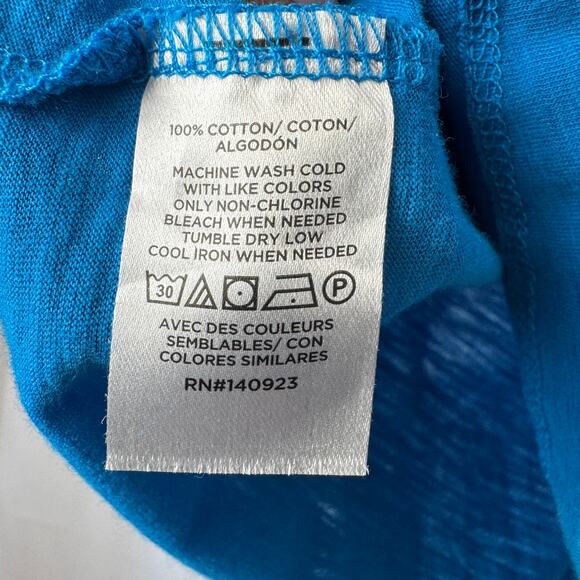 100% COTTON/ COTON/
ALGODÓN
MACHINE WASH COLD
WITH LIKE COLORS
ONLY NON-CHLORINE
BLEACH WHEN NEEDED
TUMBLE DRY LOW
COOL IRON WHEN NEEDED
30 P
AVEC DES COULEURS
SEMBLABLES/ CON
COLORES SIMILARES
RN#140923